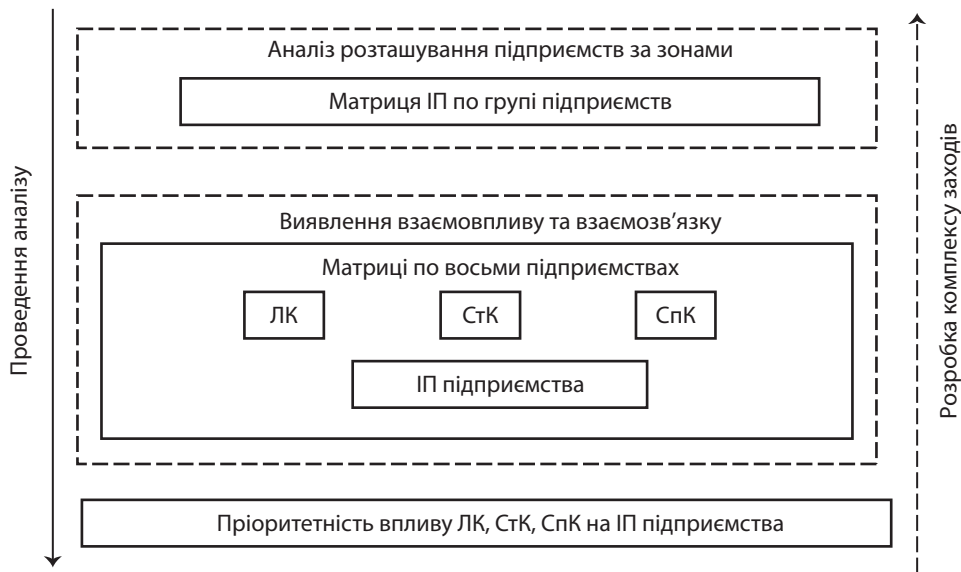 Аналіз розташування підприємств за зонами
Матриця ІП по групі підприємств
Проведення аналізу
Виявлення взаємовпливу та взаємозв’язку
Матриці по восьми підприємствах
ЛК
СтК
СпК
ІП підприємства
Пріоритетність впливу ЛК, СтК, СпК на ІП підприємства
Розробка комплексу заходів